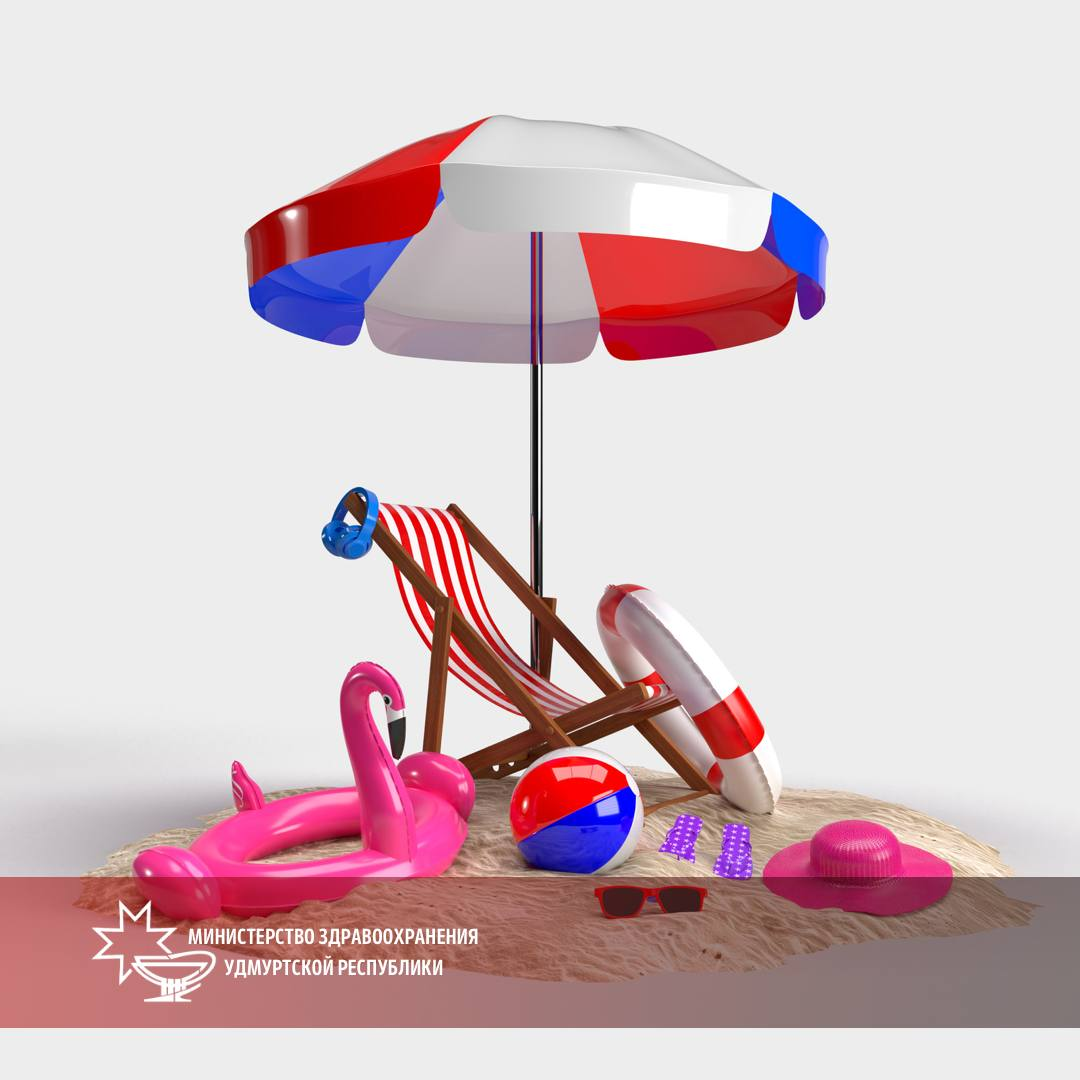 МИНИСТЕРСТВО ЗДРАВООХРАНЕНИЯ
УДМУРТСКОЙ РЕСПУБЛИКИ